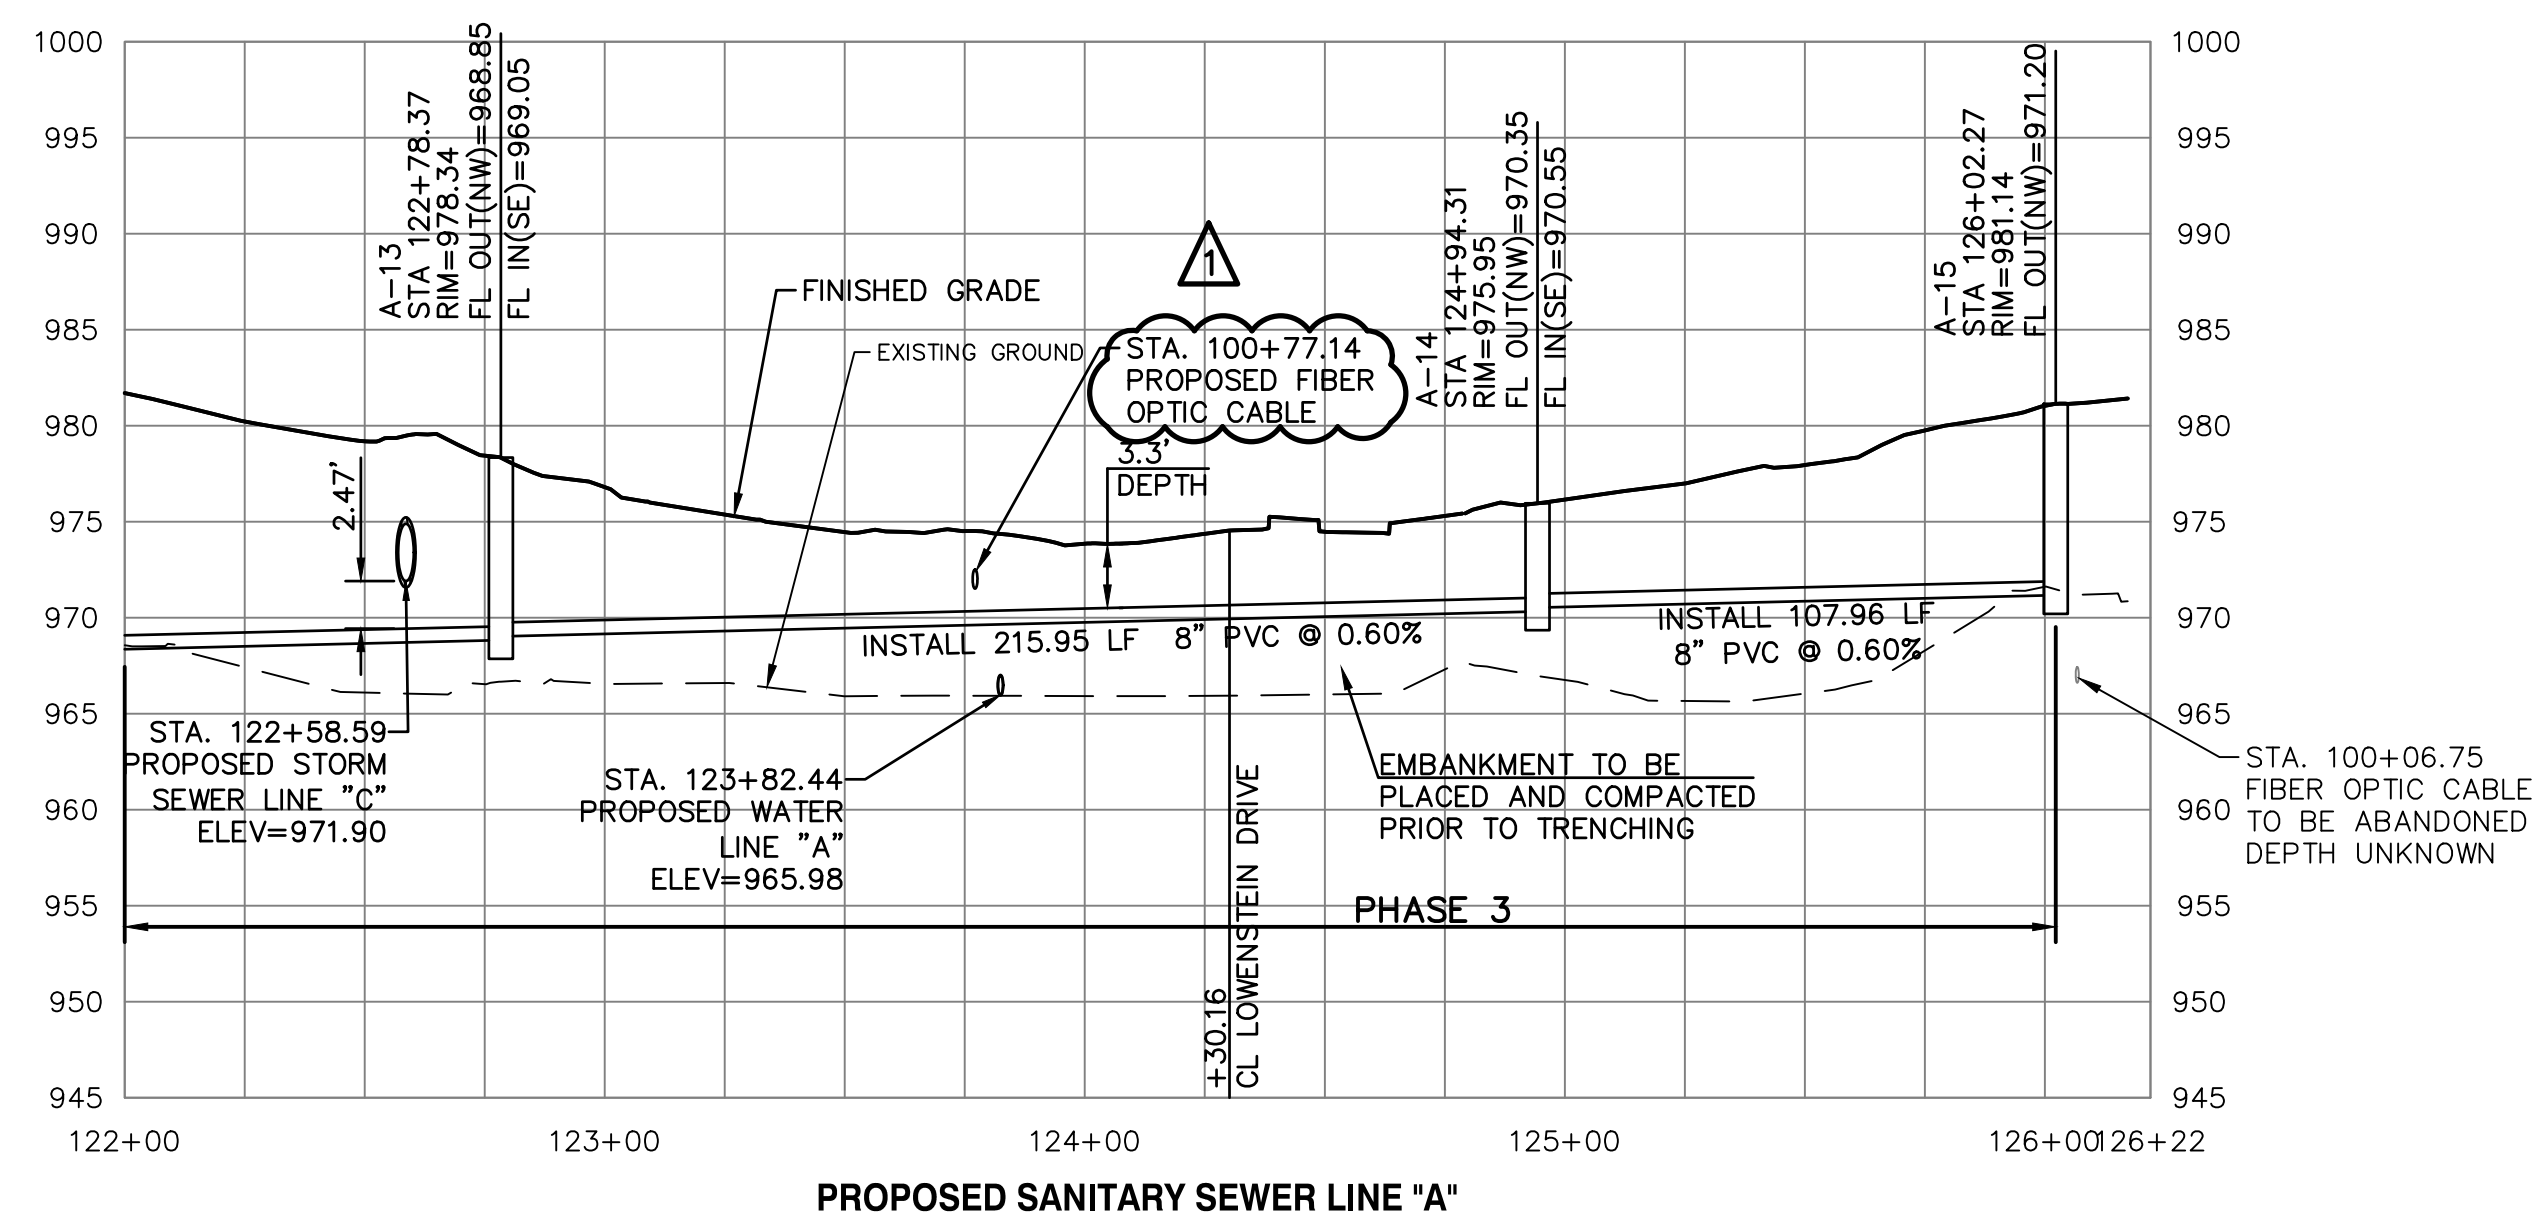 1000
995
990
985
980
975
970
965
960
955
950
945
1000
995
990
985
980
975
970
965
960
955
950
945
A-13
STA 122+78.37
RIM=978.34
FL OUT(NW)=968.85
FL IN(SE)=969.05
FINISHED GRADE
EXISTING GROUND
1
STA. 100+77.14
PROPOSED FIBER
OPTIC CABLE
3.3'
DEPTH
A-14
STA 124+94.31
RIM=975.95
FL OUT(NW)=970.35
FL IN(SE)=970.55
A-15
STA 126+02.27
RIM=981.14
FL OUT(NW)=971.20
2.47'
INSTALL 215.95 LF 8" PVC @ 0.60%
INSTALL 107.96 LF
8" PVC @ 0.60%
STA. 122+58.59
PROPOSED STORM
SEWER LINE "C"
ELEV=971.90
STA. 123+82.44
PROPOSED WATER
LINE "A"
ELEV=965.98
EMBANKMENT TO BE
PLACED AND COMPACTED
PRIOR TO TRENCHING
STA. 100+06.75
FIBER OPTIC CABLE
TO BE ABANDONED
DEPTH UNKNOWN
PHASE 3
+30.16
CL LOWENSTEIN DRIVE
122+00
123+00
124+00
125+00
126+00
126+22
PROPOSED SANITARY SEWER LINE "A"